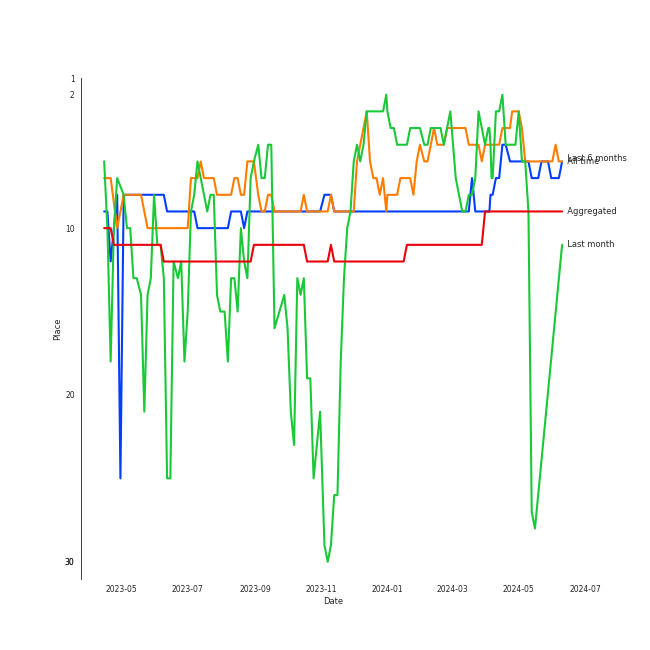 1
2
10
20
30
Place
2023-05 2023-07 2023-09 2023-11 2024-01 2024-03 2024-05 2024-07
Date
Last 6 months
All time
Aggregated
Last month